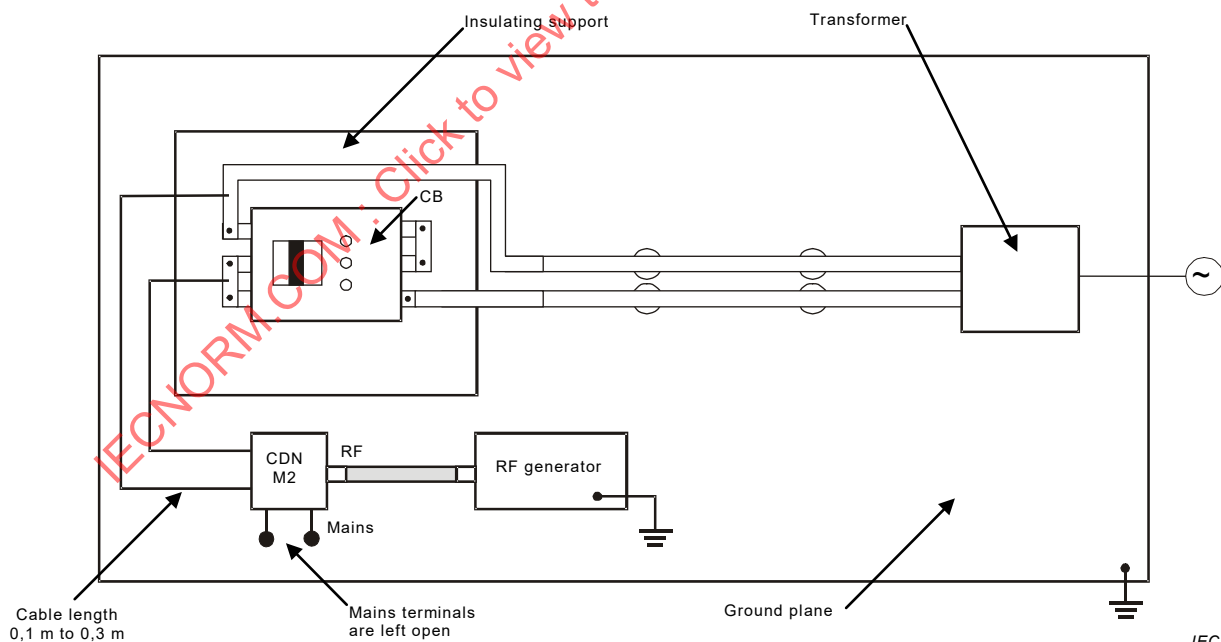 Insulating support
Transformer
IECNORM.COM : Click to view t
CB
~
CDN
M2
RF
RF generator
Mains
Cable length
0,1 m to 0,3 m
Mains terminals
are left open
Ground plane
IEC